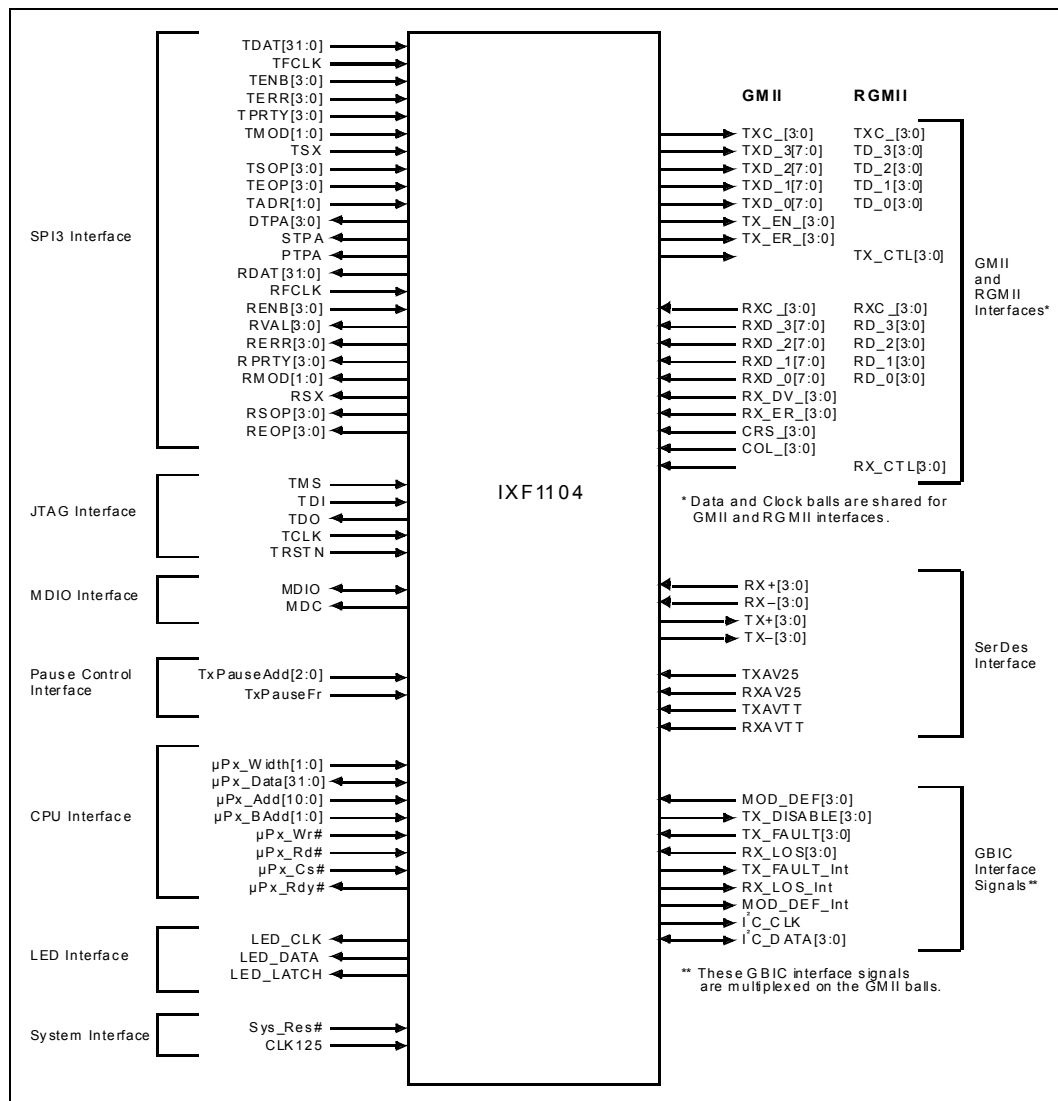 SPI3 Interface
TDAT[31:0]
TFCLK
TENB[3:0]
TERR[3:0]
TPRTY[3:0]
TMOD[1:0]
TSX
TSOP[3:0]
TEOP[3:0]
TADR[1:0]
DTPA[3:0]
STPA
PTPA
RDAT[31:0]
RFCLK
RENB[3:0]
RVAL[3:0]
RERR[3:0]
RPRTY[3:0]
RMOD[1:0]
RSX
RSOP[3:0]
REOP[3:0]
JTAG Interface
TMS
TDI
TDO
TCLK
TRSTN
MDIO Interface
MDIO
MDC
Pause Control
Interface
TxPauseAdd[2:0]
TxPauseFr
CPU Interface
µPx_Width[1:0]
µPx_Data[31:0]
µPx_Add[10:0]
µPx_BAdd[1:0]
µPx_Wr#
µPx_Rd#
µPx_Cs#
µPx_Rdy#
LED Interface
LED_CLK
LED_DATA
LED_LATCH
System Interface
Sys_Res#
CLK125
IXF1104
GMII RGMII
TXC_[3:0] TXC_[3:0]
TXD_3[7:0] TD_3[3:0]
TXD_2[7:0] TD_2[3:0]
TXD_1[7:0] TD_1[3:0]
TXD_0[7:0] TD_0[3:0]
TX_EN_[3:0]
TX_ER_[3:0]
TX_CTL[3:0]
RXC_[3:0] RXC_[3:0]
RXD_3[7:0] RD_3[3:0]
RXD_2[7:0] RD_2[3:0]
RXD_1[7:0] RD_1[3:0]
RXD_0[7:0] RD_0[3:0]
RX_DV_[3:0]
RX_ER_[3:0]
CRS_[3:0]
COL_[3:0]
RX_CTL[3:0]
GMII
and
RGMII
Interfaces*
* Data and Clock balls are shared for
GMII and RGMII interfaces.
RX+[3:0]
RX–[3:0]
TX+[3:0]
TX–[3:0]
TXAV25
RXAV25
TXAVTT
RXAVTT
SerDes
Interface
MOD_DEF[3:0]
TX_DISABLE[3:0]
TX_FAULT[3:0]
RX_LOS[3:0]
TX_FAULT_Int
RX_LOS_Int
MOD_DEF_Int
I²C_CLK
I²C_DATA[3:0]
GBIC
Interface
Signals**
** These GBIC interface signals
are multiplexed on the GMII balls.